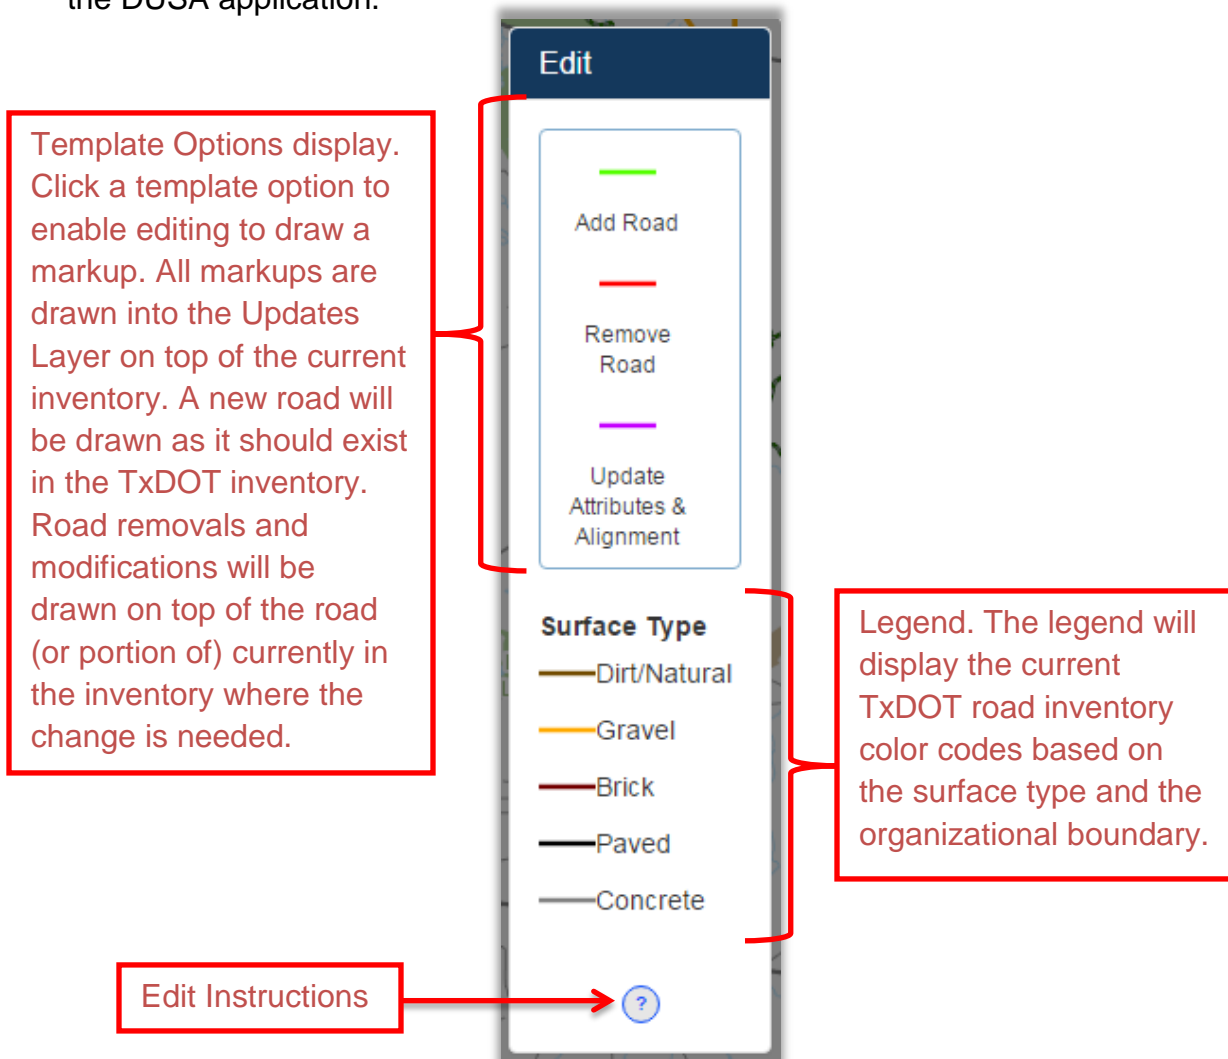 the DUSA application.
Edit
Template Options display.
Click a template option to
enable editing to draw a
markup. All markups are
drawn into the Updates
Layer on top of the current
inventory. A new road will
be drawn as it should exist
in the TxDOT inventory.
Road removals and
modifications will be
drawn on top of the road
(or portion of) currently in
the inventory where the
change is needed.
Add Road
Remove
Road
Update
Attributes &
Alignment
Surface Type
Dirt/Natural
Gravel
Brick
Paved
Concrete
Legend. The legend will
display the current
TxDOT road inventory
color codes based on
the surface type and the
organizational boundary.
Edit Instructions
?